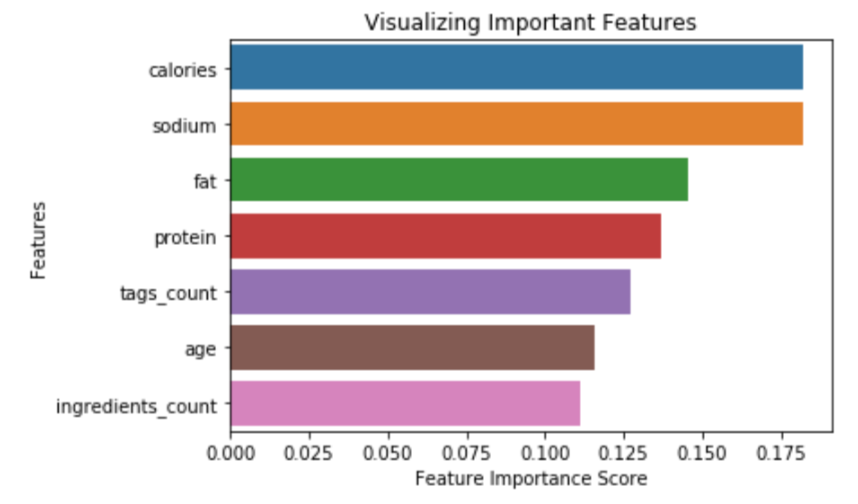 Visualizing Important Features
calories
sodium
fat
protein
tags_count
age
ingredients_count
Features
0.000 0.025 0.050 0.075 0.100 0.125 0.150 0.175
Feature Importance Score